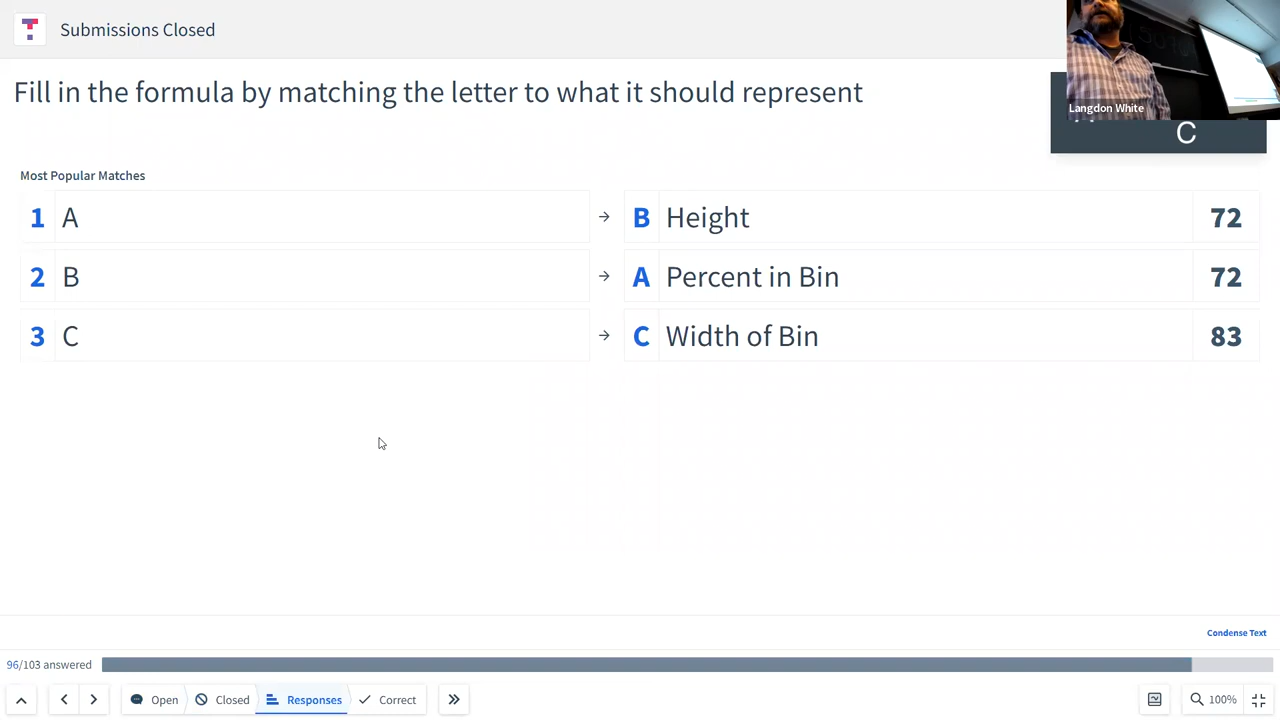 Submissions Closed
Fill in the formula by matching the letter to what it should represent
Langdon White
C
Most Popular Matches
1 A → B Height 72
2 B → A Percent in Bin 72
3 C → C Width of Bin 83
Condense Text
96/103 answered
Open Closed Responses Correct 100%